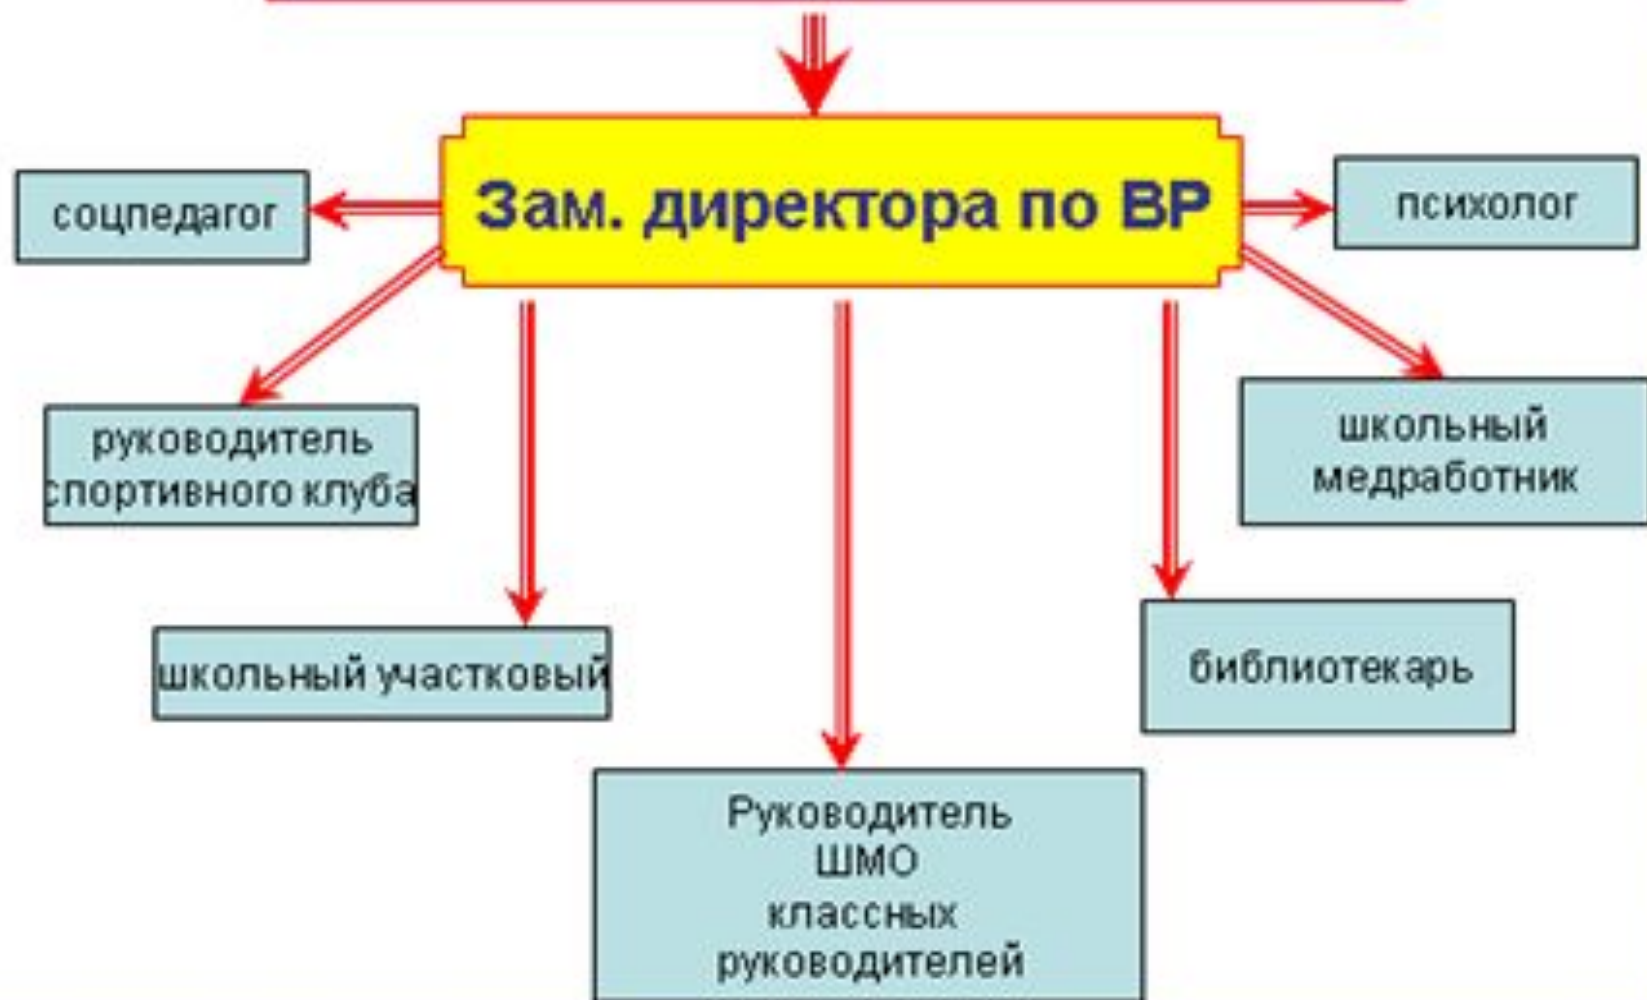 Зам. директора по ВР
соцпедагог
психолог
руководитель
спортивного клуба
школьный
медработник
школьный участковый
библиотекарь
Руководитель
ШМО
классных
руководителей